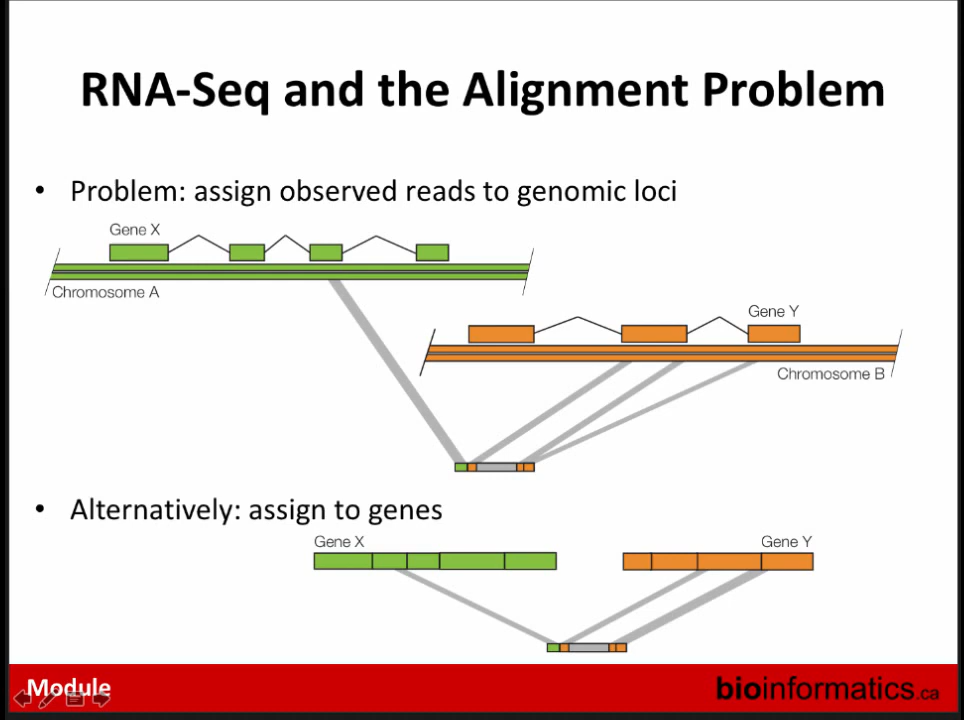 RNA-Seq and the Alignment Problem
• Problem: assign observed reads to genomic loci
Gene X
Chromosome A
Gene Y
Chromosome B
• Alternatively: assign to genes
Gene X
Gene Y
Module
bioinformatics.ca